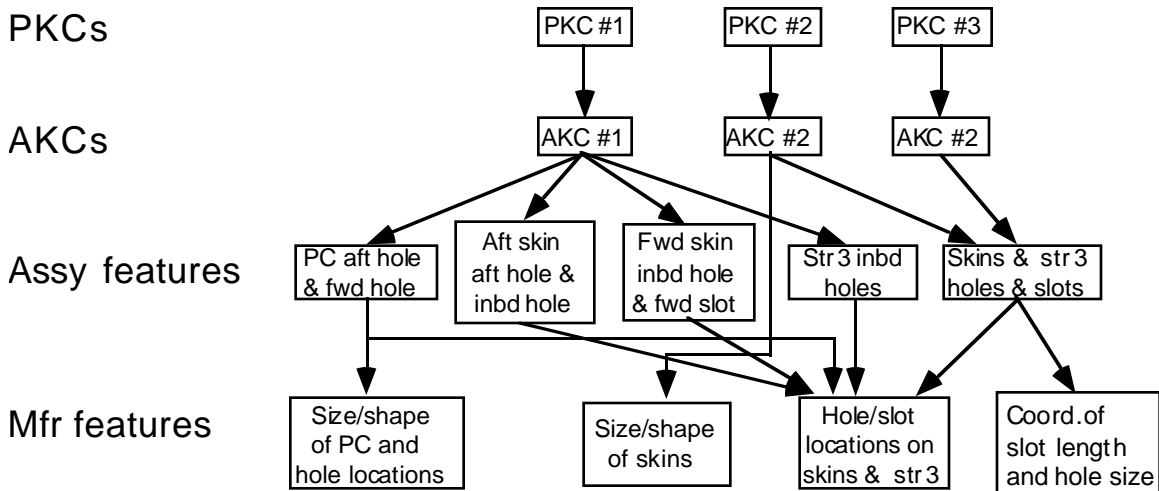 PKCs
PKC #1
PKC #2
PKC #3
AKCs
AKC #1
AKC #2
AKC #2
Assy features
PC aft hole
& fwd hole
Aft skin
aft hole &
inbd hole
Fwd skin
inbd hole
& fwd slot
Str 3 inbd
holes
Skins & str 3
holes & slots
Mfr features
Size/shape
of PC and
hole locations
Size/shape
of skins
Hole/slot
locations on
skins & str 3
Coord.of
slot length
and hole size